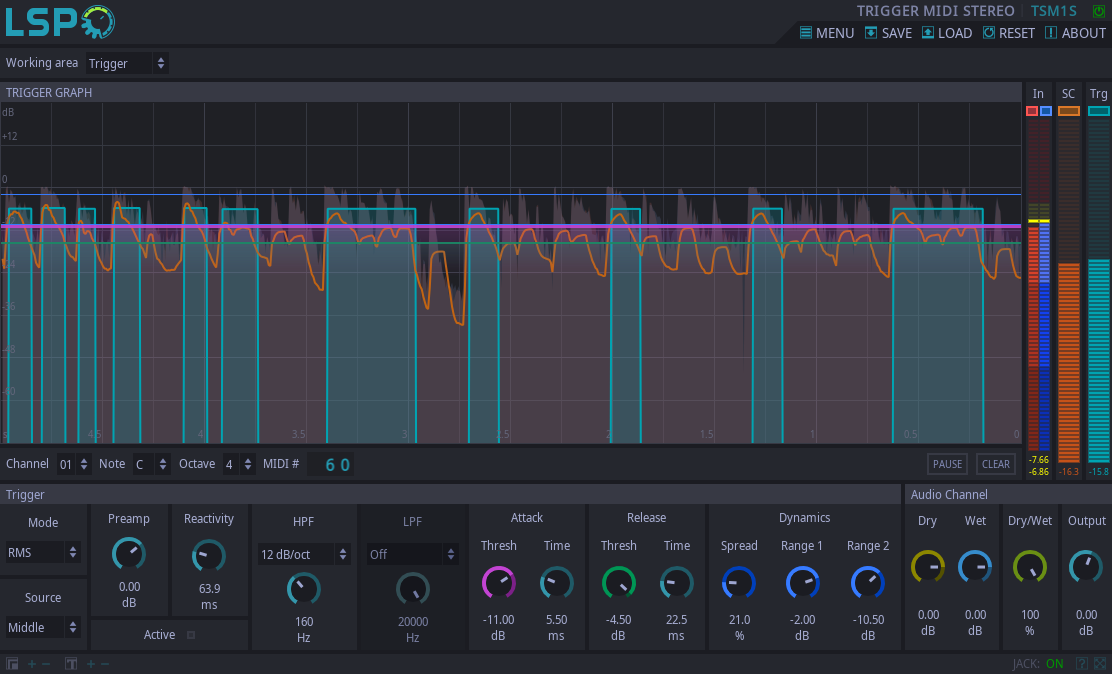 LSP
TRIGGER MIDI STEREO TSM1S
MENU SAVE LOAD RESET ABOUT
Working area Trigger
TRIGGER GRAPH In SC Trg
dB
+12
0
-24
-36
-48
-60
s 4.5 4 3.5 3 2.5 2 1.5 1 0.5 0
-7.66
-6.86 -16.3 -15.8
Channel 01 Note C Octave 4 MIDI # 60 PAUSE CLEAR
Trigger Audio Channel
Mode Preamp Reactivity HPF LPF Attack Release Dynamics Dry Wet Dry/Wet Output
Thresh Time Thresh Time Spread Range 1 Range 2
RMS 12 dB/oct Off
0.00 dB
63.9 ms
Source
Middle
160 Hz
20000 Hz
-11.00 dB
5.50 ms
-4.50 dB
22.5 ms
21.0 %
-2.00 dB
-10.50 dB
0.00 dB
0.00 dB
100 %
0.00 dB
Active
T JACK: ON ?